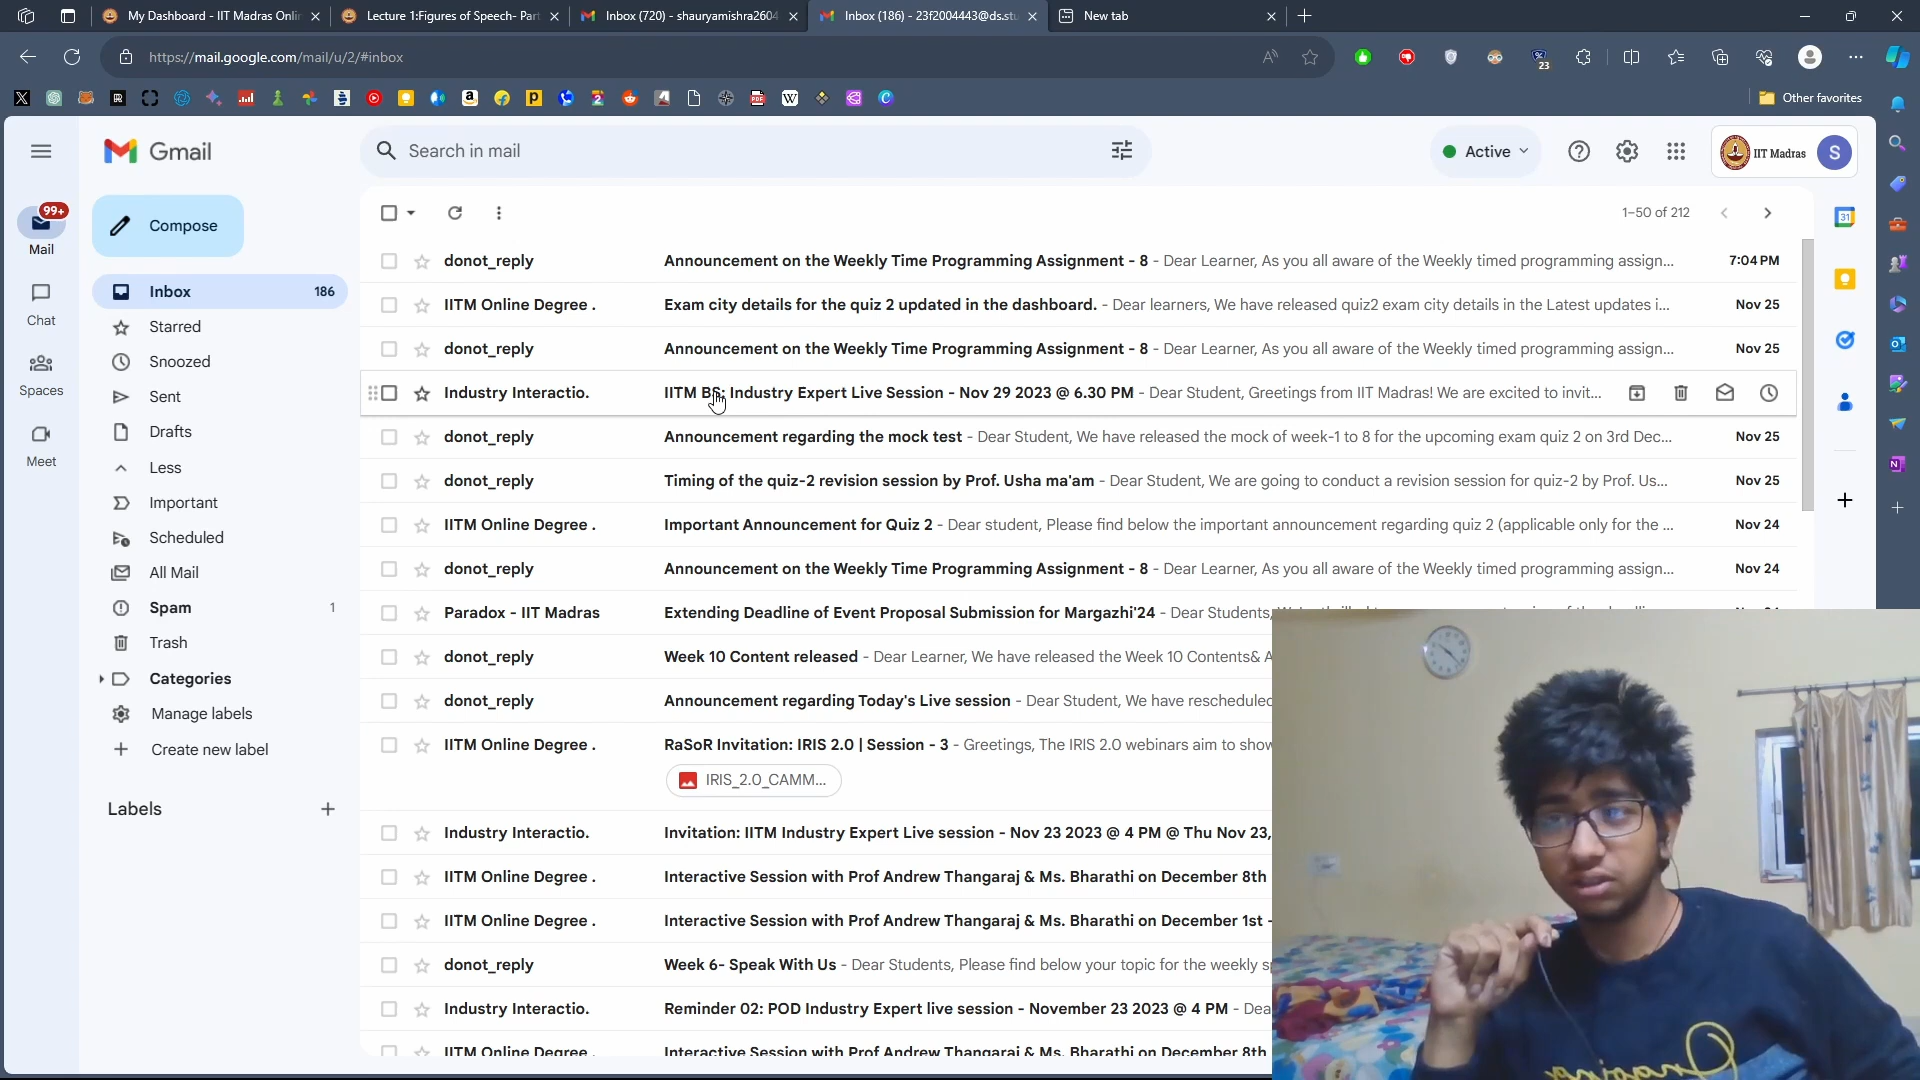 My Dashboard - IIT Madras Onli
Lecture 1:Figures of Speech- Part
Inbox (720) - shauryamishra2604
Inbox (186) - 23f2004443@ds.stu
New tab
https://mail.google.com/mail/u/2/#inbox
23
Other favorites
Gmail
Search in mail
Active
IIT Madras
S
99+
Mail
Chat
Spaces
Meet
Compose
Inbox 186
Starred
Snoozed
Sent
Drafts
Less
Important
Scheduled
All Mail
Spam 1
Trash
Categories
Manage labels
Create new label
Labels
1–50 of 212
donot_reply Announcement on the Weekly Time Programming Assignment - 8 - Dear Learner, As you all aware of the Weekly timed programming assign... 7:04 PM
IITM Online Degree . Exam city details for the quiz 2 updated in the dashboard. - Dear learners, We have released quiz2 exam city details in the Latest updates i... Nov 25
donot_reply Announcement on the Weekly Time Programming Assignment - 8 - Dear Learner, As you all aware of the Weekly timed programming assign... Nov 25
Industry Interactio. IITM BS: Industry Expert Live Session - Nov 29 2023 @ 6.30 PM - Dear Student, Greetings from IIT Madras! We are excited to invit...
donot_reply Announcement regarding the mock test - Dear Student, We have released the mock of week-1 to 8 for the upcoming exam quiz 2 on 3rd Dec... Nov 25
donot_reply Timing of the quiz-2 revision session by Prof. Usha ma'am - Dear Student, We are going to conduct a revision session for quiz-2 by Prof. Us... Nov 25
IITM Online Degree . Important Announcement for Quiz 2 - Dear student, Please find below the important announcement regarding quiz 2 (applicable only for the ... Nov 24
donot_reply Announcement on the Weekly Time Programming Assignment - 8 - Dear Learner, As you all aware of the Weekly timed programming assign... Nov 24
Paradox - IIT Madras Extending Deadline of Event Proposal Submission for Margazhi'24 - Dear Students,
donot_reply Week 10 Content released - Dear Learner, We have released the Week 10 Contents& A
donot_reply Announcement regarding Today's Live session - Dear Student, We have rescheduled
IITM Online Degree . RaSoR Invitation: IRIS 2.0 | Session - 3 - Greetings, The IRIS 2.0 webinars aim to show
IRIS_2.0_CAMM...
Industry Interactio. Invitation: IITM Industry Expert Live session - Nov 23 2023 @ 4 PM @ Thu Nov 23,
IITM Online Degree . Interactive Session with Prof Andrew Thangaraj & Ms. Bharathi on December 8th
IITM Online Degree . Interactive Session with Prof Andrew Thangaraj & Ms. Bharathi on December 1st -
donot_reply Week 6- Speak With Us - Dear Students, Please find below your topic for the weekly s
Industry Interactio. Reminder 02: POD Industry Expert live session - November 23 2023 @ 4 PM - Dea
IITM Online Degree . Interactive Session with Prof Andrew Thangaraj & Ms. Bharathi on December 8th